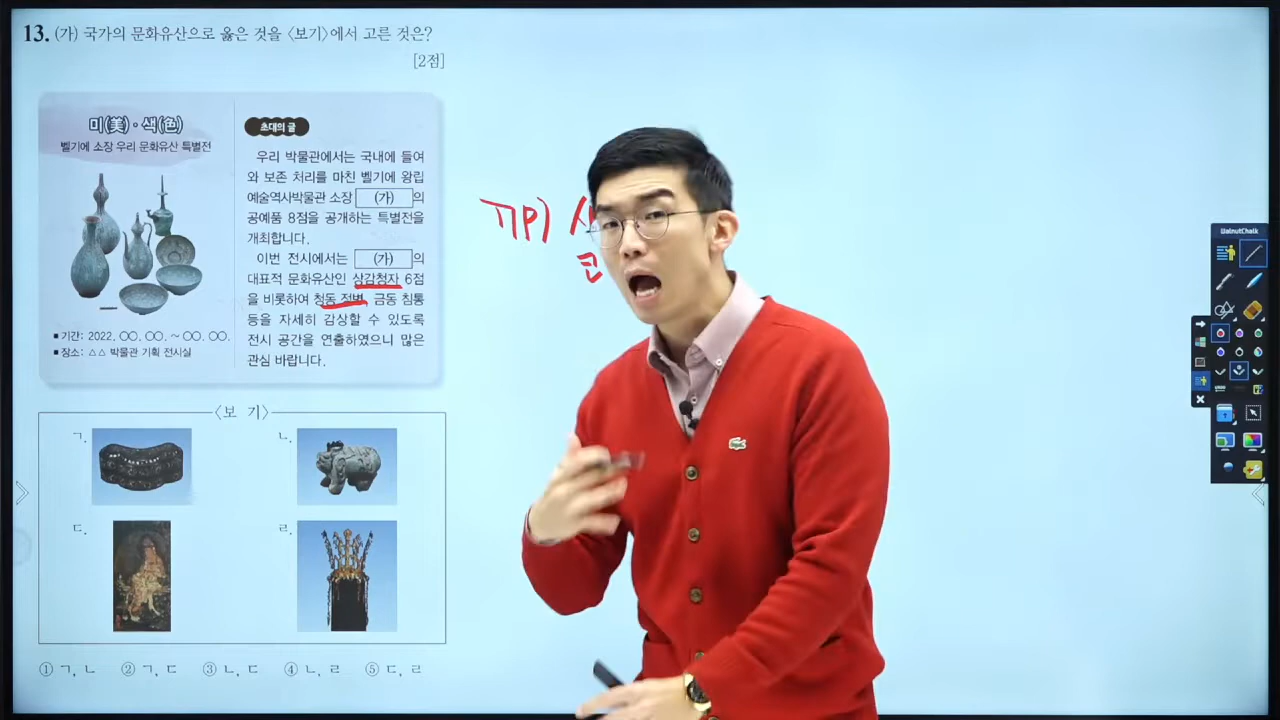 13. (가) 국가의 문화유산으로 옳은 것을 <보기>에서 고른 것은?
[2점]
미(美)·색(色)
벨기에 소장 우리 문화유산 특별전
■ 기간: 2022. ○○. ○○. ~ ○○. ○○.
■ 장소: △△ 박물관 기획 전시실
초대의 글
우리 박물관에서는 국내에 들여
와 보존 처리를 마친 벨기에 왕립
예술역사박물관 소장 (가) 의
공예품 8점을 공개하는 특별전을
개최합니다.
이번 전시에서는 (가) 의
대표적 문화유산인 상감청자 6점
을 비롯하여 청동 정병, 금동 침통
등을 자세히 감상할 수 있도록
전시 공간을 연출하였으니 많은
관심 바랍니다.
<보 기>
ㄱ. ㄴ.
ㄷ. ㄹ.
① ㄱ, ㄴ ② ㄱ, ㄷ ③ ㄴ, ㄷ ④ ㄴ, ㄹ ⑤ ㄷ, ㄹ
WalnutChalk